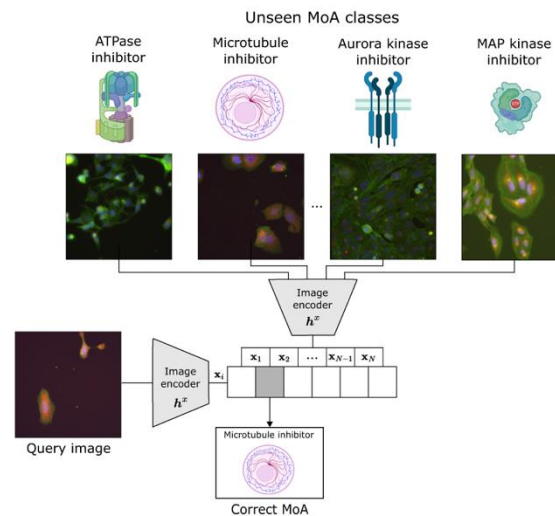 Unseen MoA classes
ATPase
inhibitor
Microtubule
inhibitor
Aurora kinase
inhibitor
MAP kinase
inhibitor
...
Image
encoder
h^x
x_1 x_2 ... x_{N-1} x_N
Image
encoder
h^x
x_i
Query image
Microtubule inhibitor
Correct MoA